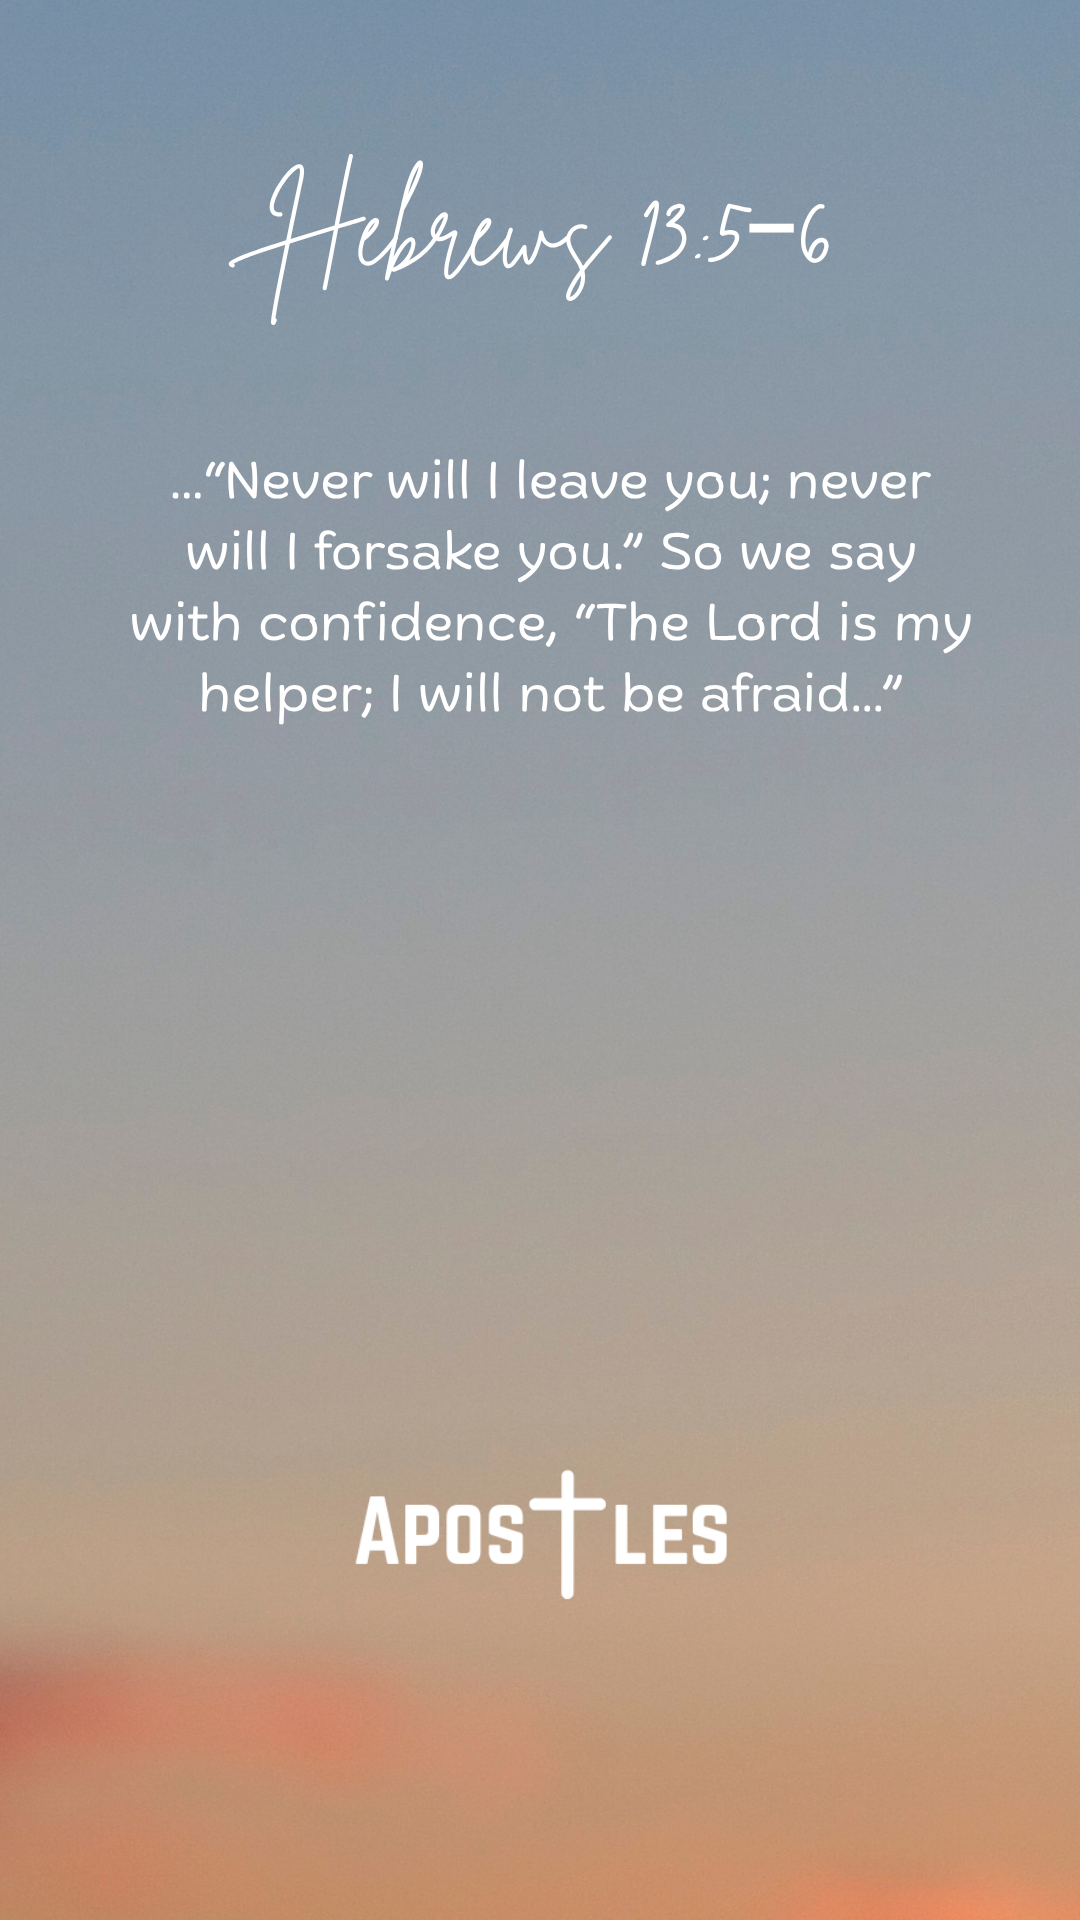 Hebrews 13:5–6
...“Never will I leave you; never
will I forsake you.” So we say
with confidence, “The Lord is my
helper; I will not be afraid...”
APOSTLES